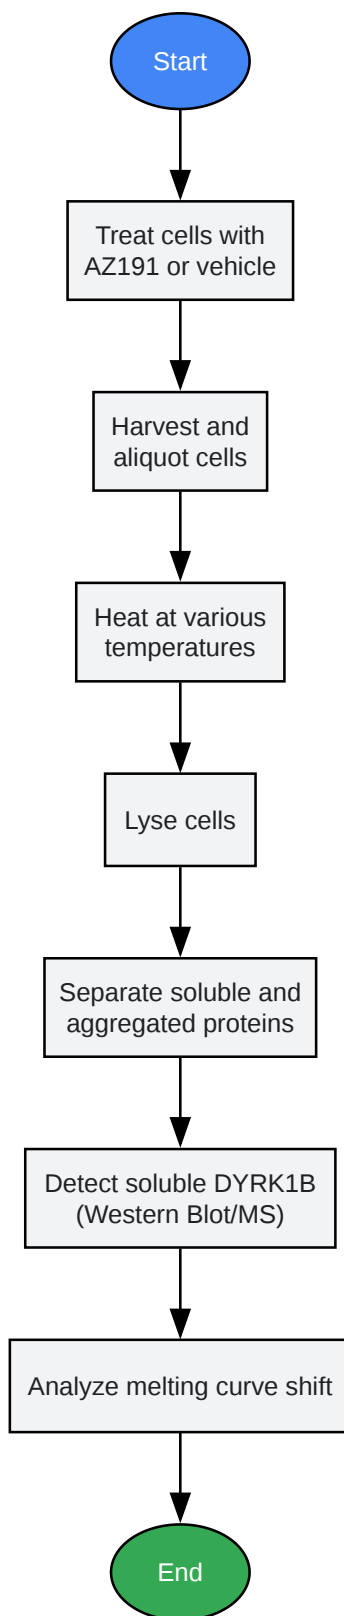 Start
Treat cells with
AZ191 or vehicle
Harvest and
aliquot cells
Heat at various
temperatures
Lyse cells
Separate soluble and
aggregated proteins
Detect soluble DYRK1B
(Western Blot/MS)
Analyze melting curve shift
End